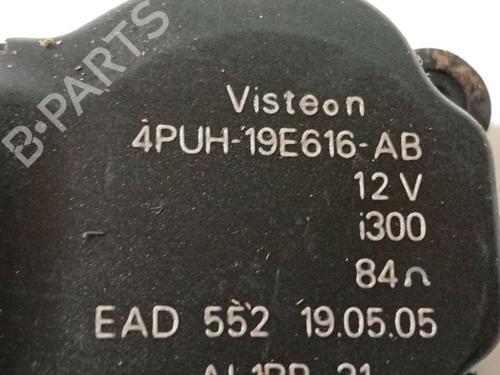 B-PARTS
Visteon
4PUH-19E616-AB
12 V
i300
84Ω
EAD 552 19.05.05